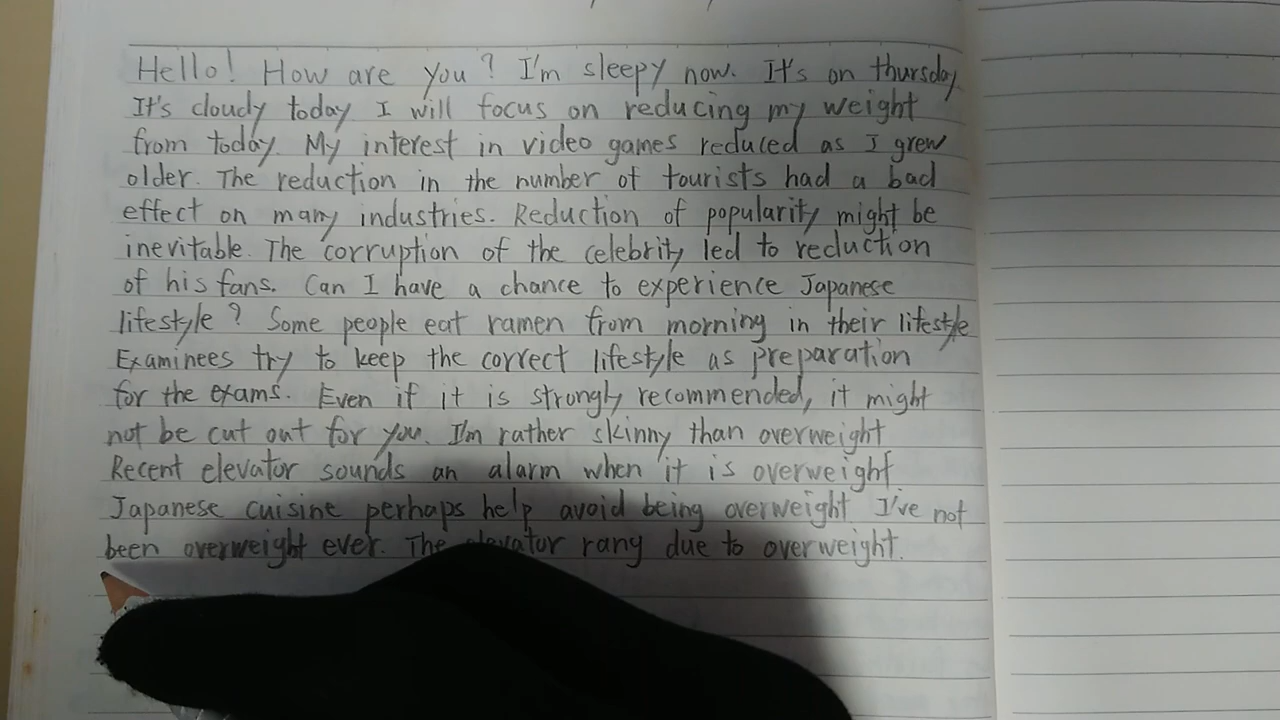 Hello! How are you? I'm sleepy now. It's on thursday.
It's cloudy today. I will focus on reducing my weight
from today. My interest in video games reduced as I grew
older. The reduction in the number of tourists had a bad
effect on many industries. Reduction of popularity might be
inevitable. The corruption of the celebrity led to reduction
of his fans. Can I have a chance to experience Japanese
lifestyle? Some people eat ramen from morning in their lifestyle.
Examinees try to keep the correct lifestyle as preparation
for the exams. Even if it is strongly recommended, it might
not be cut out for you. I'm rather skinny than overweight.
Recent elevator sounds an alarm when it is overweight.
Japanese cuisine perhaps help avoid being overweight. I've not
been overweight ever. The elevator rang due to overweight.